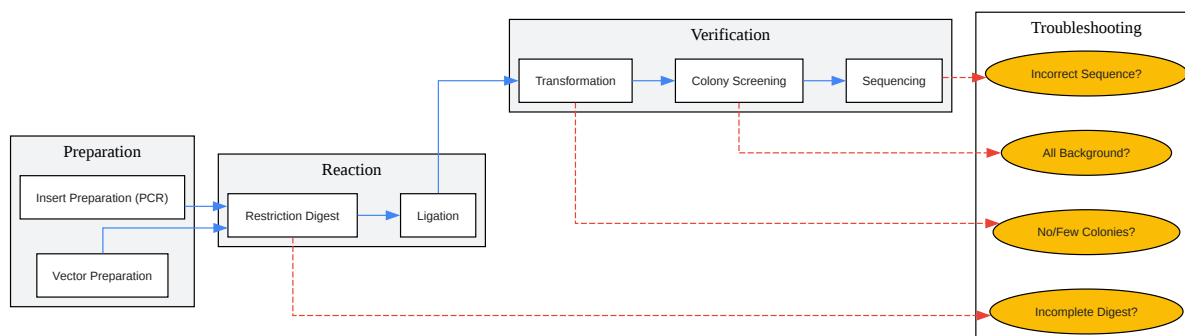 Preparation
Insert Preparation (PCR)
Vector Preparation
Reaction
Restriction Digest
Ligation
Verification
Transformation
Colony Screening
Sequencing
Troubleshooting
Incorrect Sequence?
All Background?
No/Few Colonies?
Incomplete Digest?